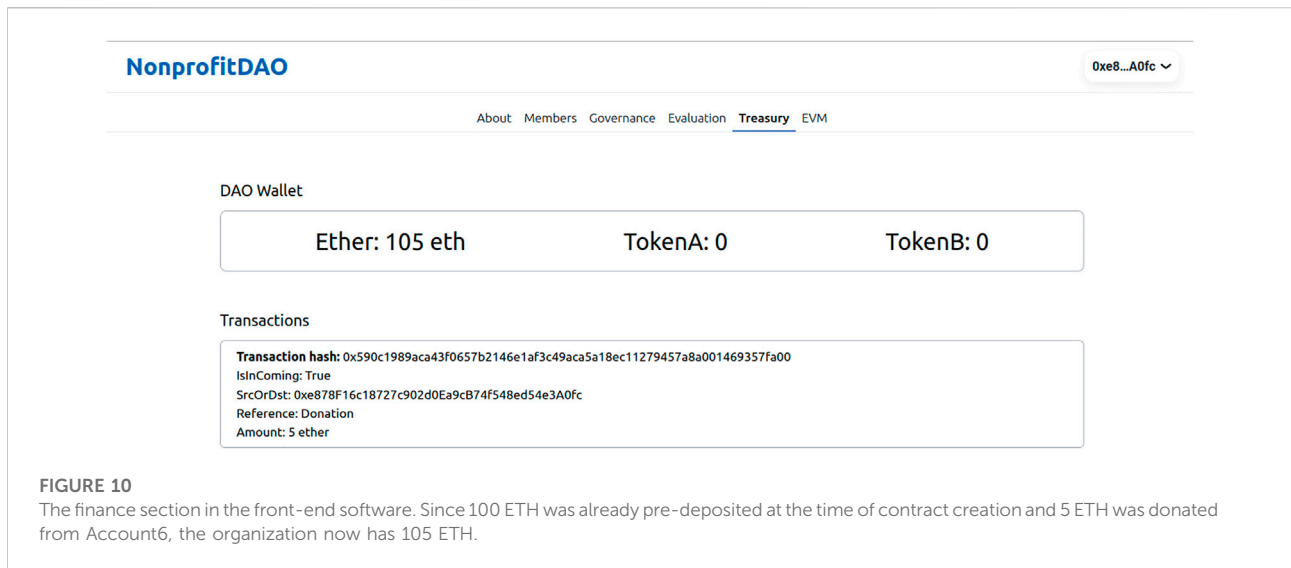 NonprofitDAO
0xe8...A0fc
About Members Governance Evaluation Treasury EVM
DAO Wallet
Ether: 105 eth TokenA: 0 TokenB: 0
Transactions
Transaction hash: 0x590c1989aca43f0657b2146e1af3c49aca5a18ec11279457a8a001469357fa00
IsInComing: True
SrcOrDst: 0xe878F16c18727c902d0Ea9cB74f548ed54e3A0fc
Reference: Donation
Amount: 5 ether
FIGURE 10
The finance section in the front-end software. Since 100 ETH was already pre-deposited at the time of contract creation and 5 ETH was donated
from Account6, the organization now has 105 ETH.